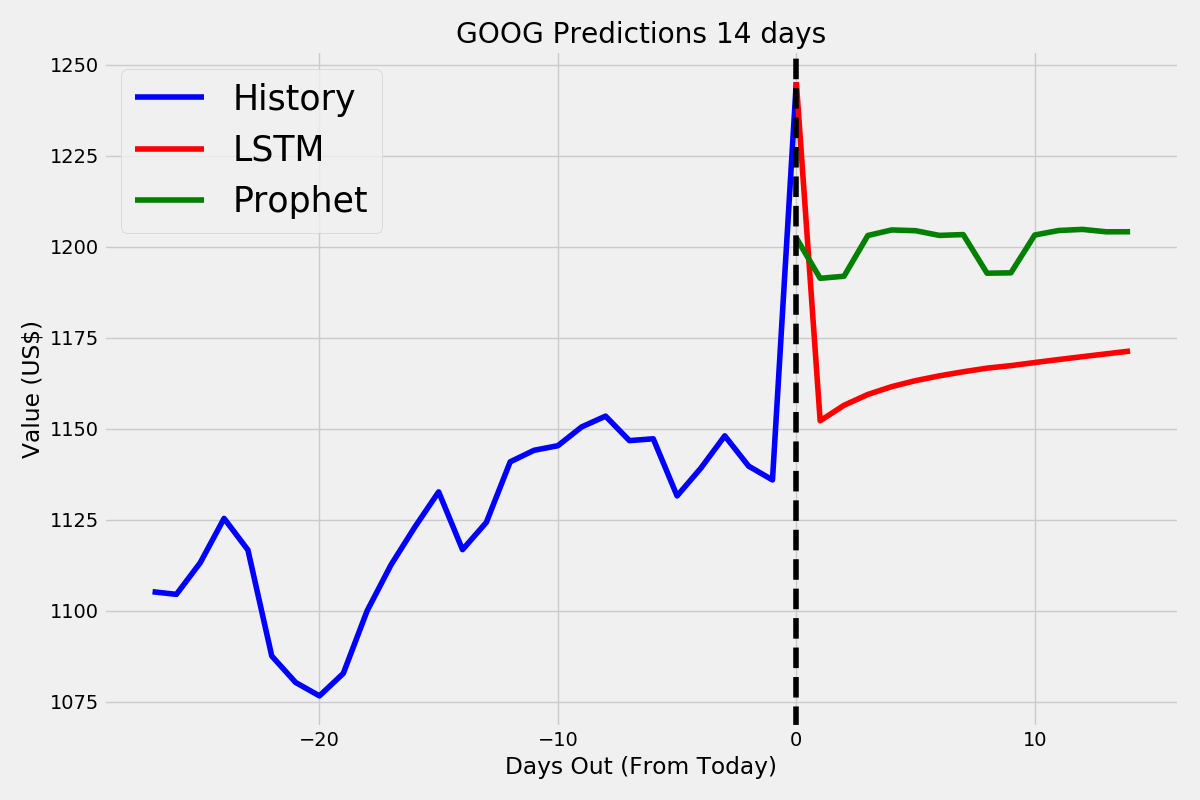 GOOG Predictions 14 days
1250
1225
1200
1175
1150
1125
1100
1075
Value (US$)
History
LSTM
Prophet
−20
−10
0
10
Days Out (From Today)